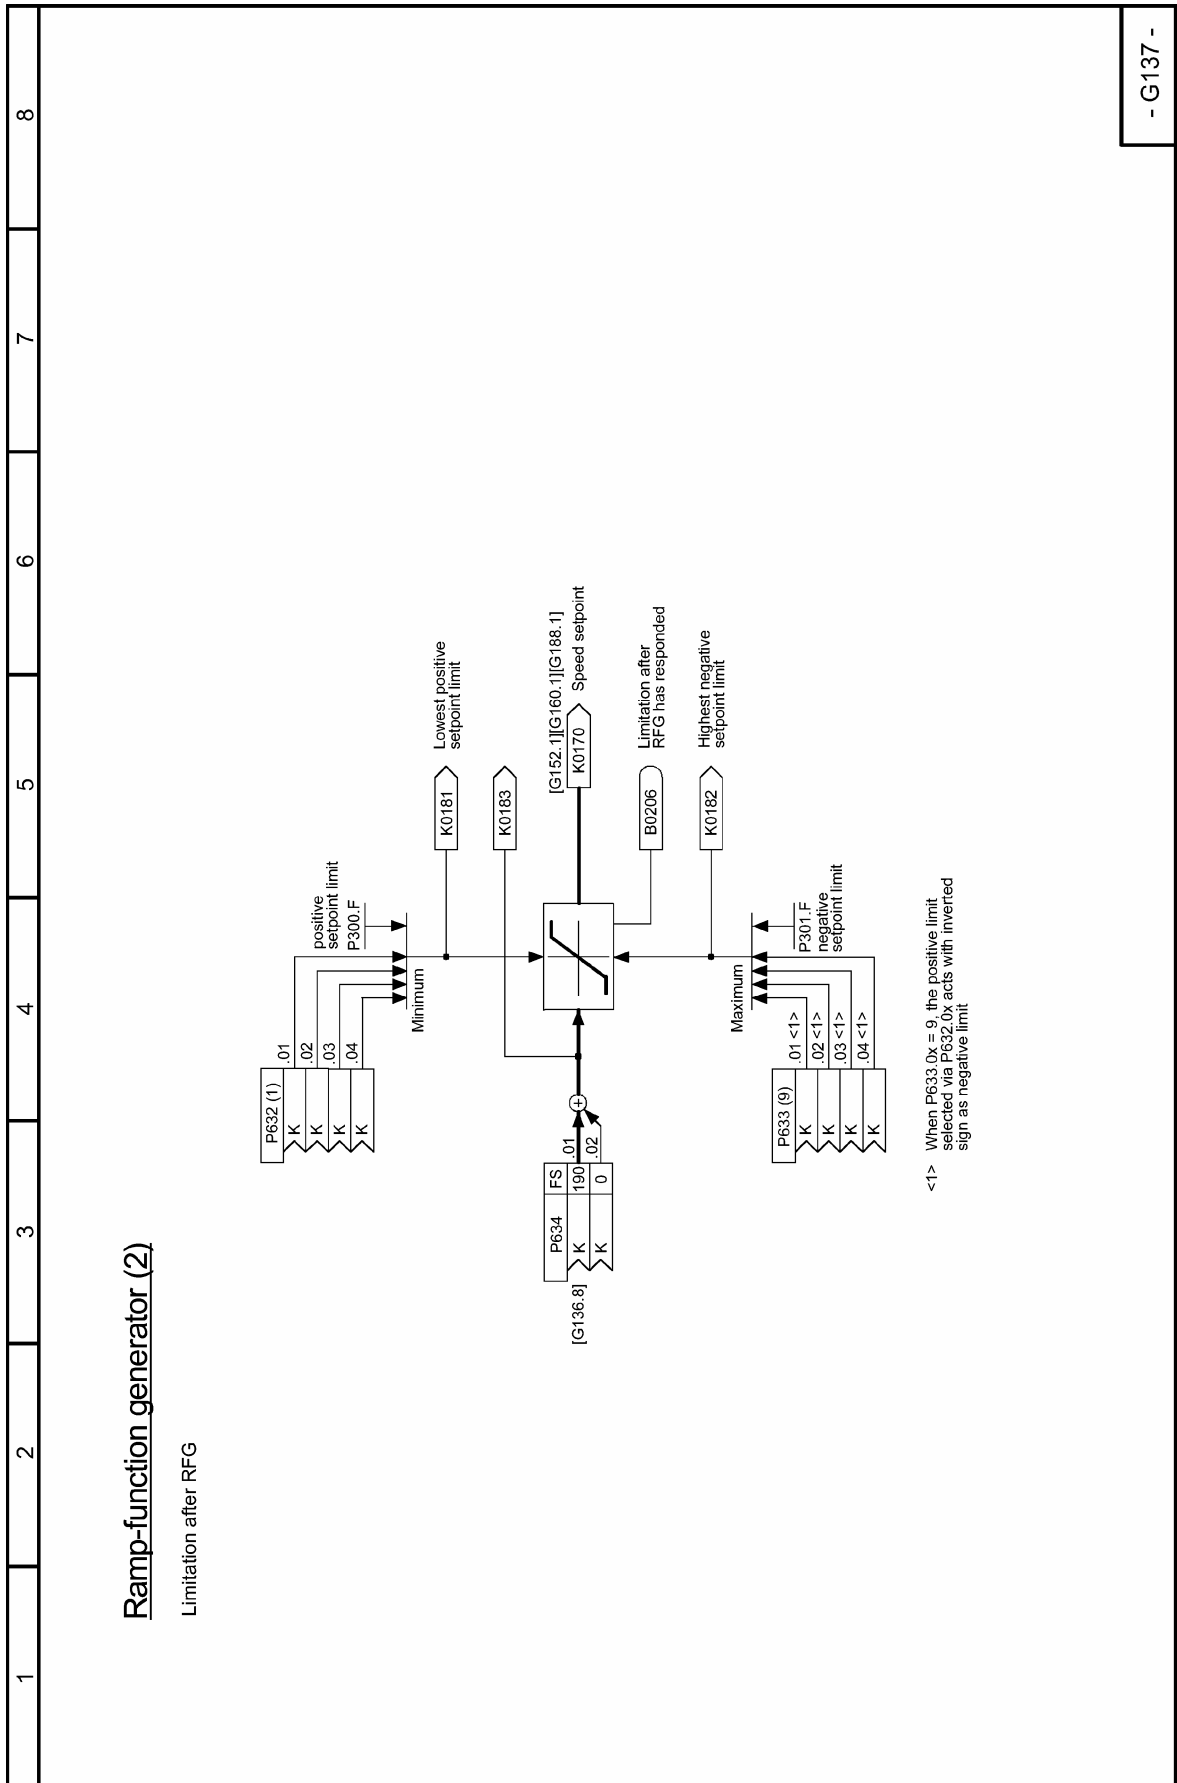 Ramp-function generator (2)
Limitation after RFG
P632 (1)
K
.01
K
.02
K
.03
K
.04
positive
setpoint limit
P300.F
Minimum
K0181
Lowest positive
setpoint limit
K0183
[G136.8]
P634
FS
K
190
.01
K
0
.02
+
[G152.1][G160.1][G188.1]
K0170
Speed setpoint
B0206
Limitation after
RFG has responded
K0182
Highest negative
setpoint limit
Maximum
P301.F
negative
setpoint limit
P633 (9)
K
.01 <1>
K
.02 <1>
K
.03 <1>
K
.04 <1>
<1> When P633.0x = 9, the positive limit
selected via P632.0x acts with inverted
sign as negative limit
1
2
3
4
5
6
7
8
- G137 -